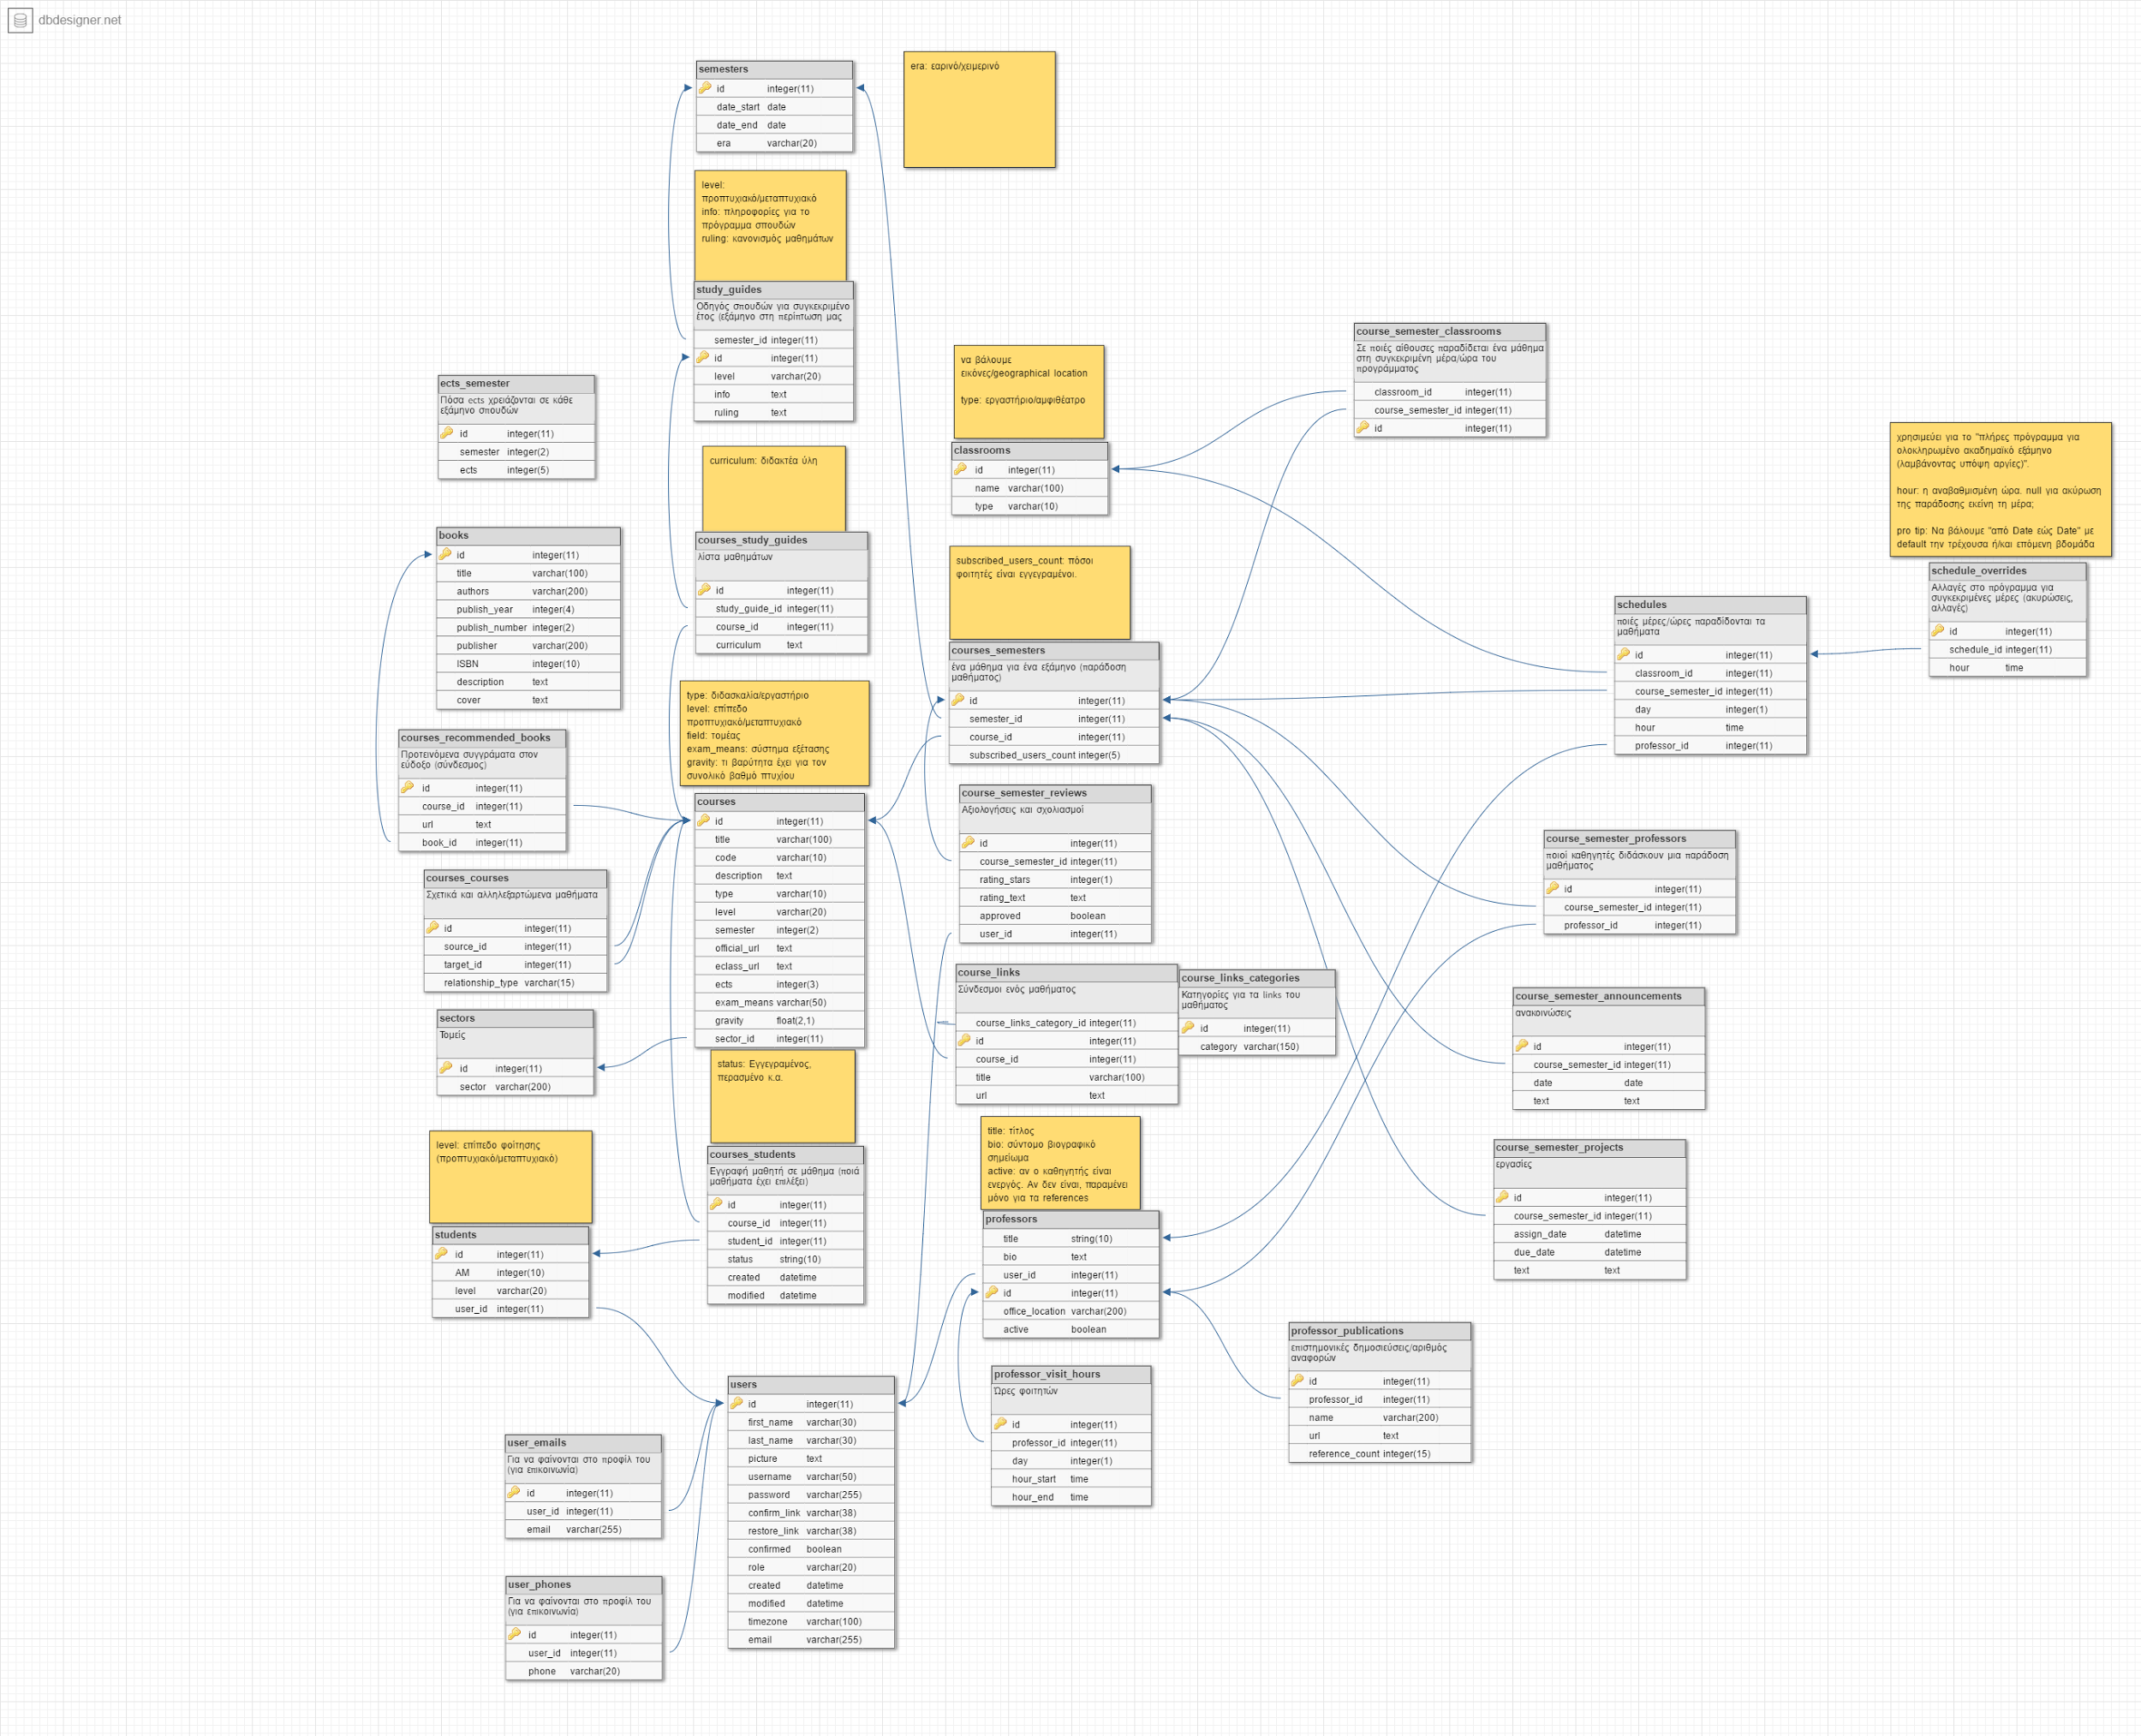 dbdesigner.net
semesters
id integer(11)
date_start date
date_end date
era varchar(20)
era: εαρινό/χειμερινό
level:
προπτυχιακό/μεταπτυχιακό
info: πληροφορίες για το
πρόγραμμα σπουδών
ruling: κανονισμός μαθημάτων
study_guides
Οδηγός σπουδών για συγκεκριμένο
έτος (εξάμηνο στη περίπτωση μας
semester_id integer(11)
id integer(11)
level varchar(20)
info text
ruling text
ects_semester
Πόσα ects χρειάζονται σε κάθε
εξάμηνο σπουδών
id integer(11)
semester integer(2)
ects integer(5)
curriculum: διδακτέα ύλη
courses_study_guides
λίστα μαθημάτων
id integer(11)
study_guide_id integer(11)
course_id integer(11)
curriculum text
books
id integer(11)
title varchar(100)
authors varchar(200)
publish_year integer(4)
publish_number integer(2)
publisher varchar(200)
ISBN integer(10)
description text
cover text
courses_recommended_books
Προτεινόμενα συγγράματα στον
εύδοξο (σύνδεσμος)
id integer(11)
course_id integer(11)
url text
book_id integer(11)
type: διδασκαλία/εργαστήριο
level: επίπεδο
προπτυχιακό/μεταπτυχιακό
field: τομέας
exam_means: σύστημα εξέτασης
gravity: τι βαρύτητα έχει για τον
συνολικό βαθμό πτυχίου
courses
id integer(11)
title varchar(100)
code varchar(10)
description text
type varchar(10)
level varchar(20)
semester integer(2)
official_url text
eclass_url text
ects integer(3)
exam_means varchar(50)
gravity float(2,1)
sector_id integer(11)
courses_courses
Σχετικά και αλληλεξαρτώμενα μαθήματα
id integer(11)
source_id integer(11)
target_id integer(11)
relationship_type varchar(15)
sectors
Τομείς
id integer(11)
sector varchar(200)
status: Εγγεγραμένος,
περασμένο κ.α.
courses_students
Εγγραφή μαθητή σε μάθημα (ποιά
μαθήματα έχει επιλέξει)
id integer(11)
course_id integer(11)
student_id integer(11)
status string(10)
created datetime
modified datetime
level: επίπεδο φοίτησης
(προπτυχιακό/μεταπτυχιακό)
students
id integer(11)
AM integer(10)
level varchar(20)
user_id integer(11)
users
id integer(11)
first_name varchar(30)
last_name varchar(30)
picture text
username varchar(50)
password varchar(255)
confirm_link varchar(38)
restore_link varchar(38)
confirmed boolean
role varchar(20)
created datetime
modified datetime
timezone varchar(100)
email varchar(255)
user_emails
Για να φαίνονται στο προφίλ του
(για επικοινωνία)
id integer(11)
user_id integer(11)
email varchar(255)
user_phones
Για να φαίνονται στο προφίλ του
(για επικοινωνία)
id integer(11)
user_id integer(11)
phone varchar(20)
να βάλουμε
εικόνες/geographical location
type: εργαστήριο/αμφιθέατρο
classrooms
id integer(11)
name varchar(100)
type varchar(10)
subscribed_users_count: πόσοι
φοιτητές είναι εγγεγραμένοι.
courses_semesters
ένα μάθημα για ένα εξάμηνο (παράδοση
μαθήματος)
id integer(11)
semester_id integer(11)
course_id integer(11)
subscribed_users_count integer(5)
course_semester_reviews
Αξιολογήσεις και σχολιασμοί
id integer(11)
course_semester_id integer(11)
rating_stars integer(1)
rating_text text
approved boolean
user_id integer(11)
course_links
Σύνδεσμοι ενός μαθήματος
course_links_category_id integer(11)
id integer(11)
course_id integer(11)
title varchar(100)
url text
course_links_categories
Κατηγορίες για τα links του
μαθήματος
id integer(11)
category varchar(150)
title: τίτλος
bio: σύντομο βιογραφικό
σημείωμα
active: αν ο καθηγητής είναι
ενεργός. Αν δεν είναι, παραμένει
μόνο για τα references
professors
title string(10)
bio text
user_id integer(11)
id integer(11)
office_location varchar(200)
active boolean
professor_visit_hours
Ώρες φοιτητών
id integer(11)
professor_id integer(11)
day integer(1)
hour_start time
hour_end time
professor_publications
επιστημονικές δημοσιεύσεις/αριθμός
αναφορών
id integer(11)
professor_id integer(11)
name varchar(200)
url text
reference_count integer(15)
course_semester_classrooms
Σε ποιές αίθουσες παραδίδεται ένα μάθημα
στη συγκεκριμένη μέρα/ώρα του
προγράμματος
classroom_id integer(11)
course_semester_id integer(11)
id integer(11)
χρησιμεύει για το "πλήρες πρόγραμμα για
ολοκληρωμένο ακαδημαϊκό εξάμηνο
(λαμβάνοντας υπόψη αργίες)".
hour: η αναβαθμισμένη ώρα. null για ακύρωση
της παράδοσης εκείνη τη μέρα;
pro tip: Να βάλουμε "από Date εώς Date" με
default την τρέχουσα ή/και επόμενη βδομάδα
schedule_overrides
Αλλαγές στο πρόγραμμα για
συγκεκριμένες μέρες (ακυρώσεις,
αλλαγές)
id integer(11)
schedule_id integer(11)
hour time
schedules
ποιές μέρες/ώρες παραδίδονται τα
μαθήματα
id integer(11)
classroom_id integer(11)
course_semester_id integer(11)
day integer(1)
hour time
professor_id integer(11)
course_semester_professors
ποιοί καθηγητές διδάσκουν μια παράδοση
μαθήματος
id integer(11)
course_semester_id integer(11)
professor_id integer(11)
course_semester_announcements
ανακοινώσεις
id integer(11)
course_semester_id integer(11)
date date
text text
course_semester_projects
εργασίες
id integer(11)
course_semester_id integer(11)
assign_date datetime
due_date datetime
text text